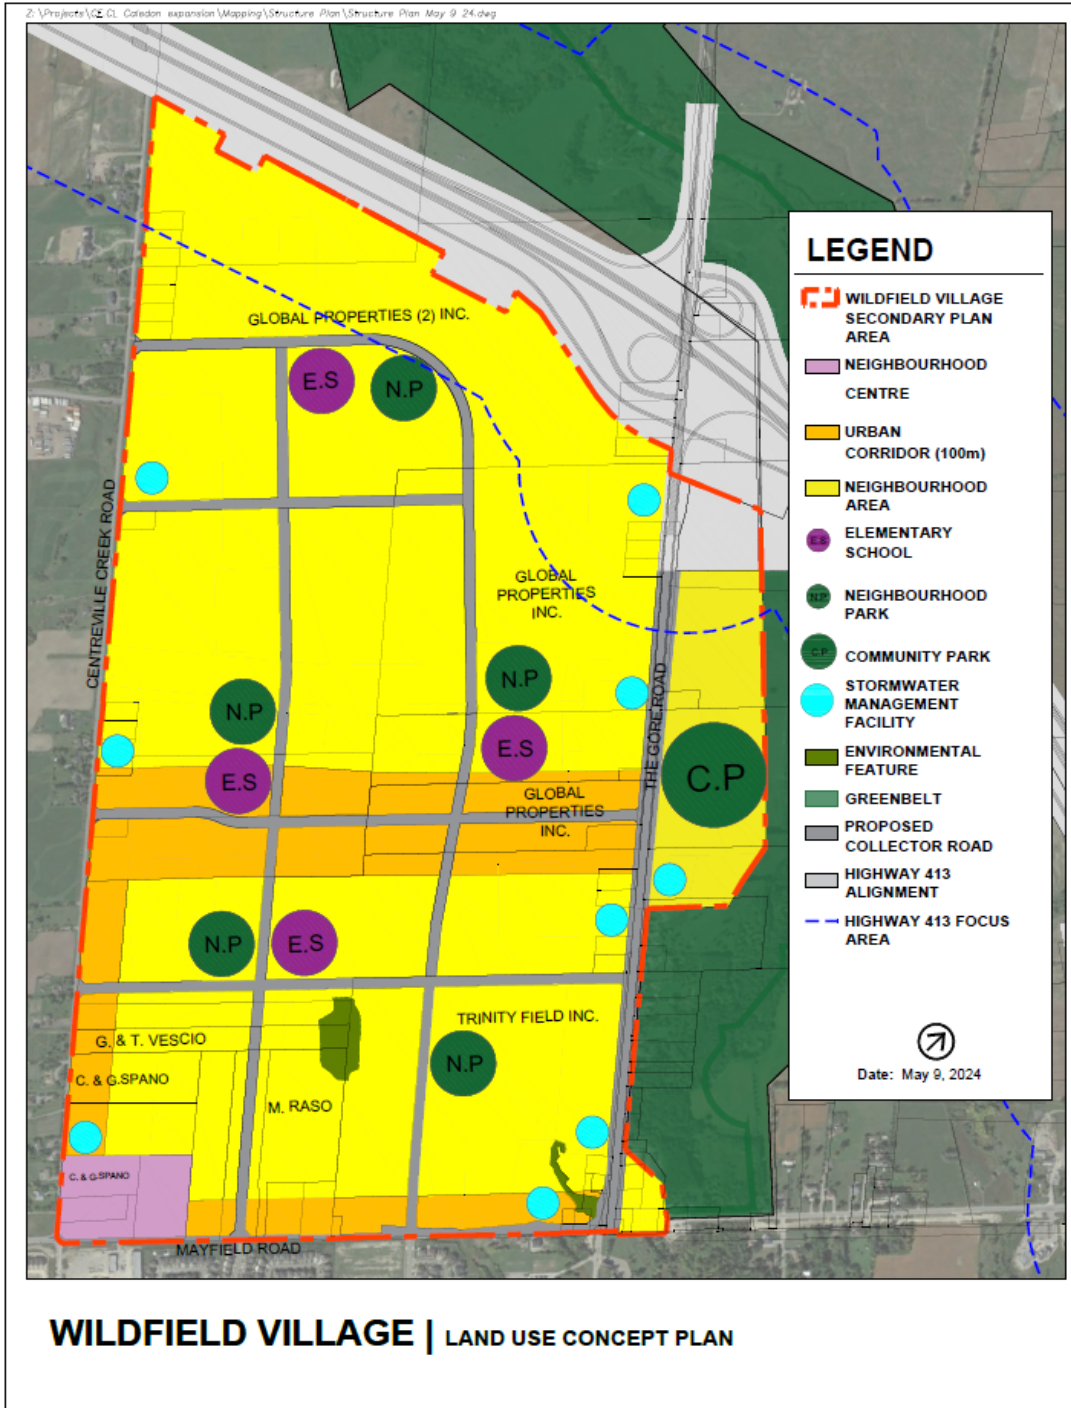 Z:\Projects\CE CL Caledon expansion\Mapping\Structure Plan\Structure Plan May 9 24.dwg
LEGEND
WILDFIELD VILLAGE
SECONDARY PLAN
AREA
NEIGHBOURHOOD
CENTRE
URBAN
CORRIDOR (100m)
NEIGHBOURHOOD
AREA
E.S
ELEMENTARY
SCHOOL
N.P
NEIGHBOURHOOD
PARK
C.P
COMMUNITY PARK
STORMWATER
MANAGEMENT
FACILITY
ENVIRONMENTAL
FEATURE
GREENBELT
PROPOSED
COLLECTOR ROAD
HIGHWAY 413
ALIGNMENT
HIGHWAY 413 FOCUS
AREA
Date: May 9, 2024
GLOBAL PROPERTIES (2) INC.
E.S
N.P
CENTREVILLE CREEK ROAD
GLOBAL
PROPERTIES
INC.
N.P
N.P
THE GORE ROAD
E.S
E.S
C.P
GLOBAL
PROPERTIES
INC.
N.P
E.S
TRINITY FIELD INC.
G. & T. VESCIO
N.P
C. & G.SPANO
M. RASO
C. & G.SPANO
MAYFIELD ROAD
WILDFIELD VILLAGE | LAND USE CONCEPT PLAN